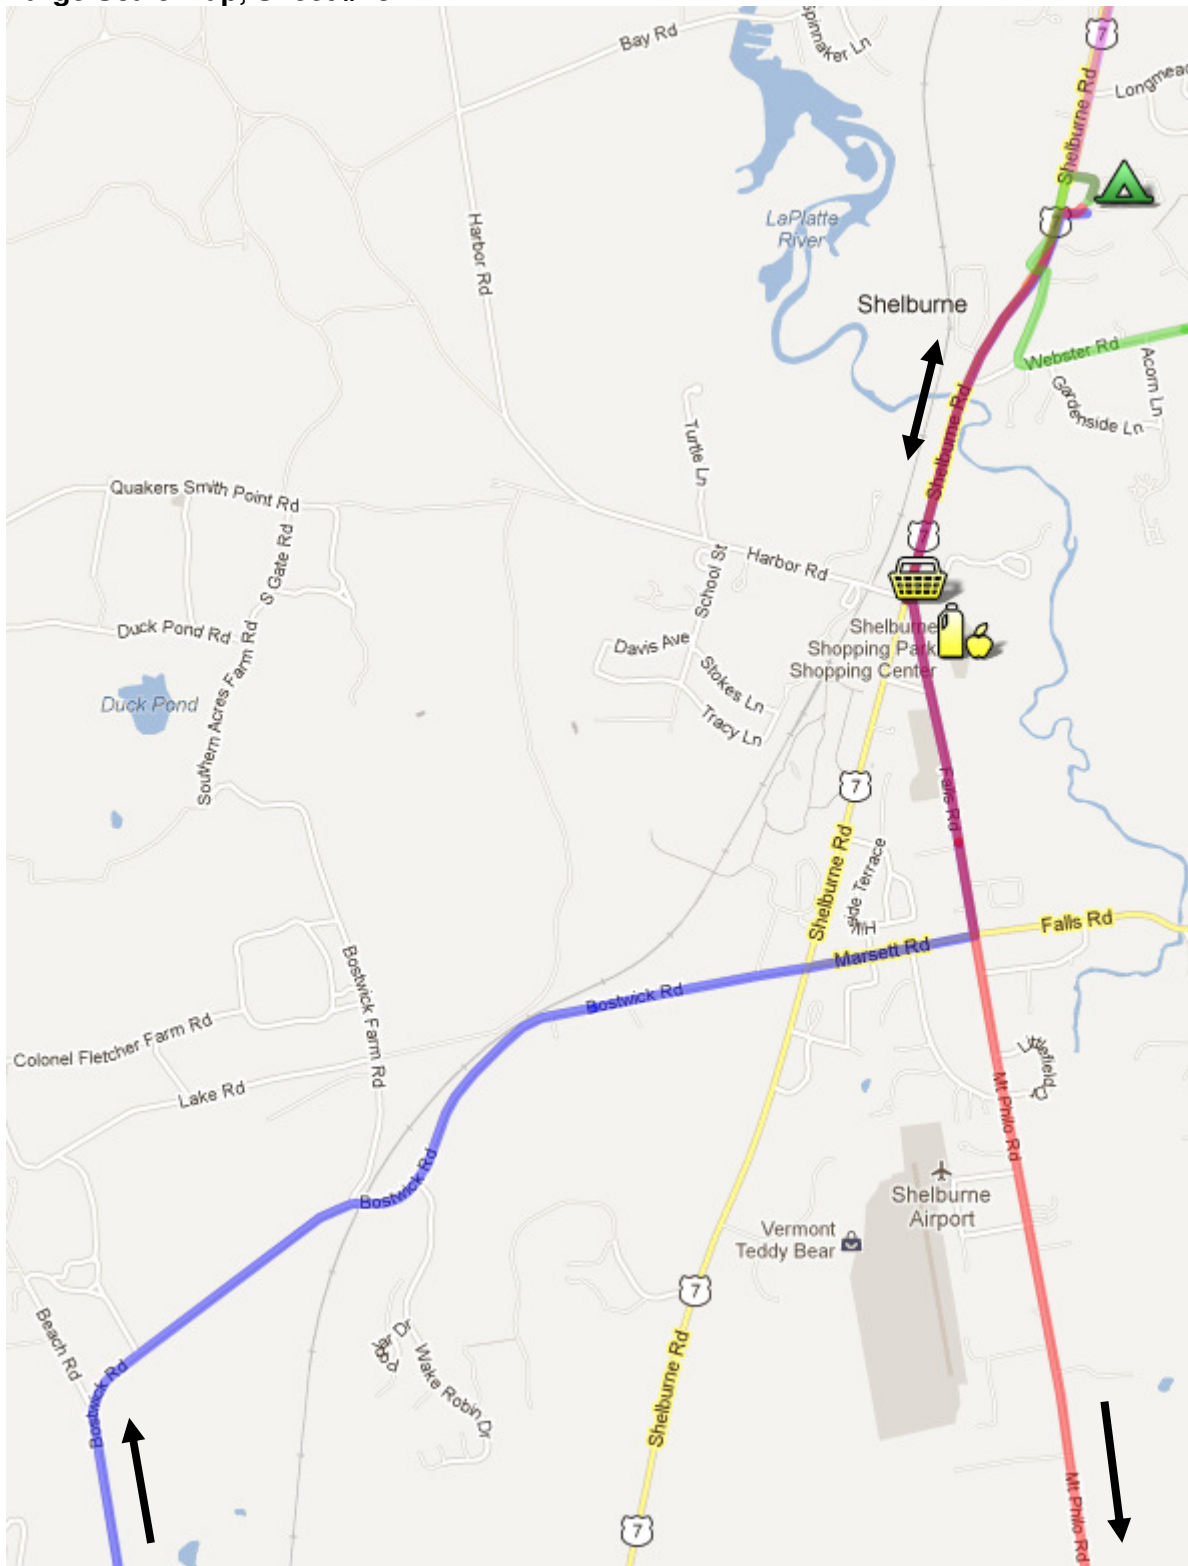 Bay Rd
Spinnaker Ln
7
Longmead
Shelburne Rd
Harbor Rd
LaPlatte
River
Shelburne
Webster Rd
Acorn Ln
Gardenside Ln
Shelburne Rd
Turtle Ln
Quakers Smith Point Rd
S Gate Rd
Harbor Rd
School St
Duck Pond Rd
Davis Ave
Shelburne
Shopping Park
Shopping Center
Stokes Ln
Tracy Ln
Duck Pond
Southern Acres Farm Rd
7
Falls Rd
Shelburne Rd
side Terrace
Hil
Falls Rd
Marsett Rd
Bostwick Rd
Bostwick Farm Rd
Colonel Fletcher Farm Rd
Lake Rd
Littlefield
Mt Philo Rd
Bostwick Rd
Shelburne
Airport
Vermont
Teddy Bear
7
Beach Rd
Wake Robin Dr
Shelburne Rd
Bostwick Rd
Mt Philo Rd
7